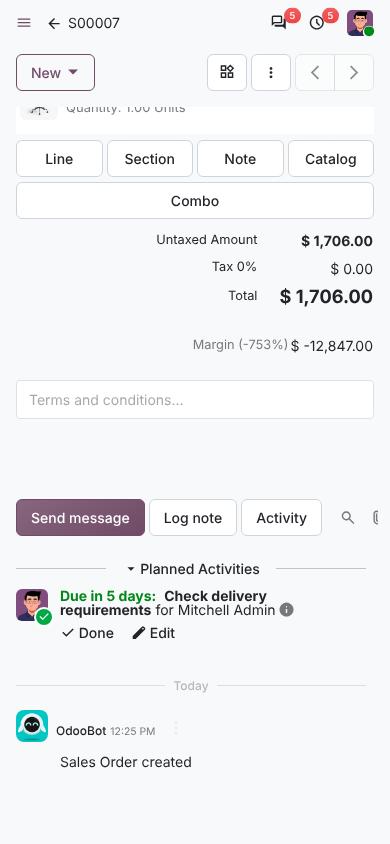 S00007
5
5
New
Quantity: 1.00 Units
Line
Section
Note
Catalog
Combo
Untaxed Amount $ 1,706.00
Tax 0% $ 0.00
Total $ 1,706.00
Margin (-753%) $ -12,847.00
Terms and conditions...
Send message
Log note
Activity
Planned Activities
Due in 5 days: Check delivery
requirements for Mitchell Admin
Done
Edit
Today
OdooBot 12:25 PM
Sales Order created